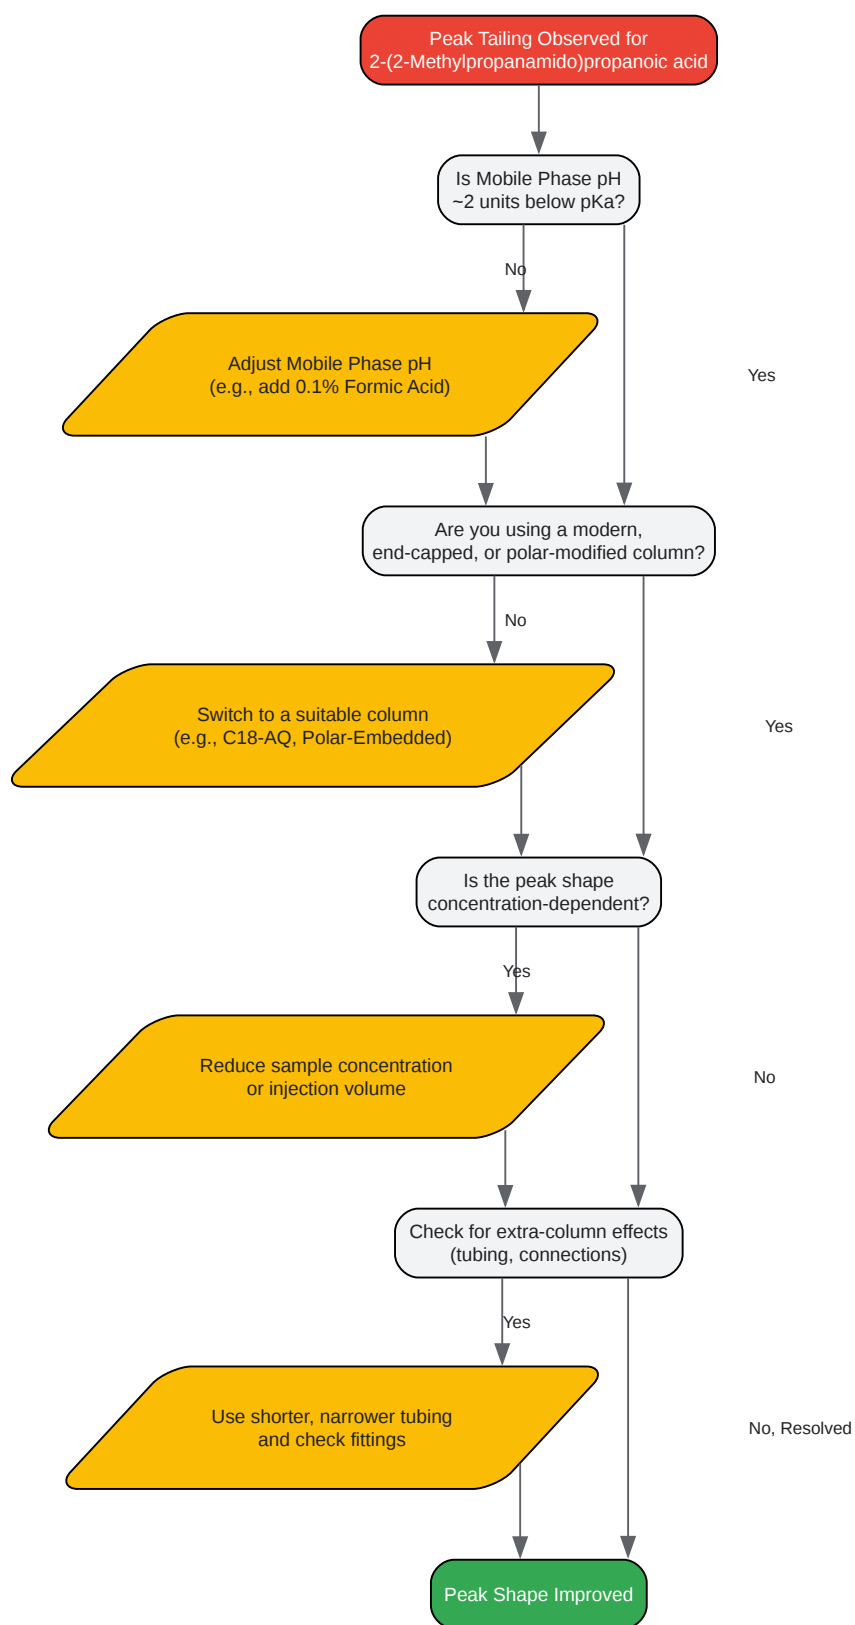 Peak Tailing Observed for
2-(2-Methylpropanamido)propanoic acid
Is Mobile Phase pH
~2 units below pKa?
No
Adjust Mobile Phase pH
(e.g., add 0.1% Formic Acid)
Yes
Are you using a modern,
end-capped, or polar-modified column?
No
Switch to a suitable column
(e.g., C18-AQ, Polar-Embedded)
Yes
Is the peak shape
concentration-dependent?
Yes
Reduce sample concentration
or injection volume
No
Check for extra-column effects
(tubing, connections)
Yes
Use shorter, narrower tubing
and check fittings
No, Resolved
Peak Shape Improved